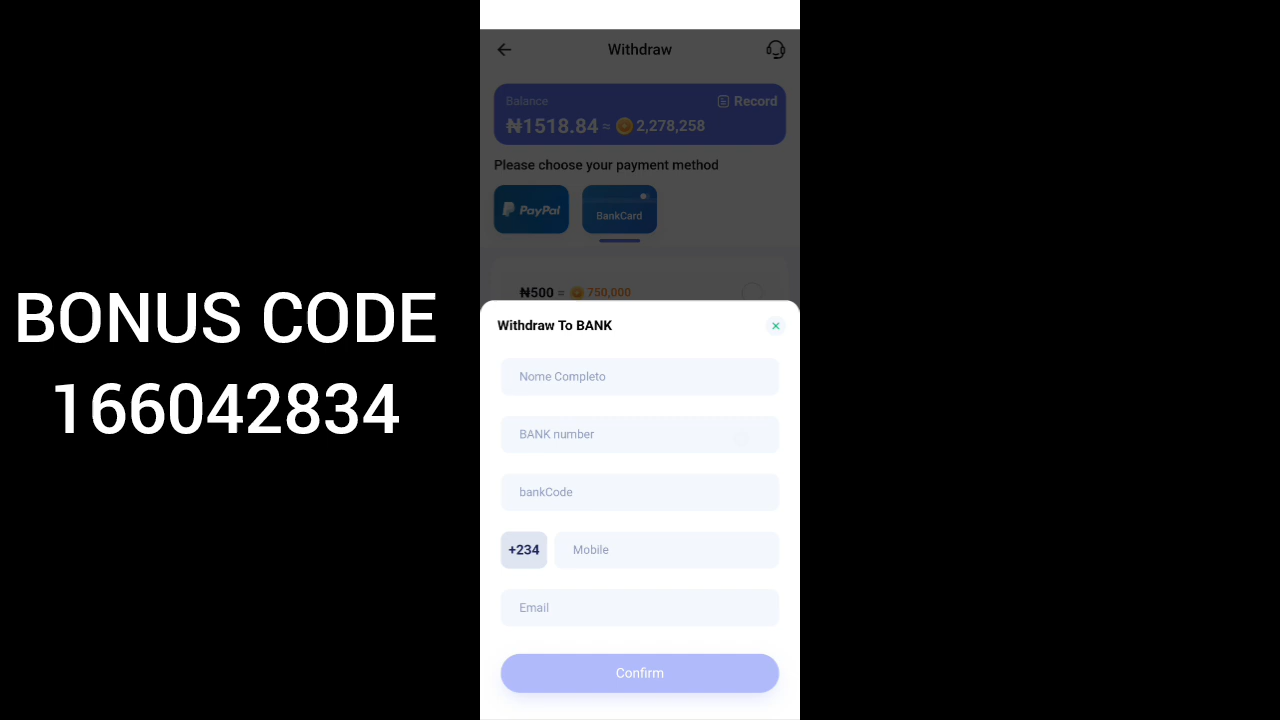 BONUS CODE
166042834
Withdraw
Balance
Record
₦1518.84 ≈ 2,278,258
Please choose your payment method
PayPal
BankCard
₦500 = 750,000
Withdraw To BANK
Nome Completo
BANK number
bankCode
+234
Mobile
Email
Confirm